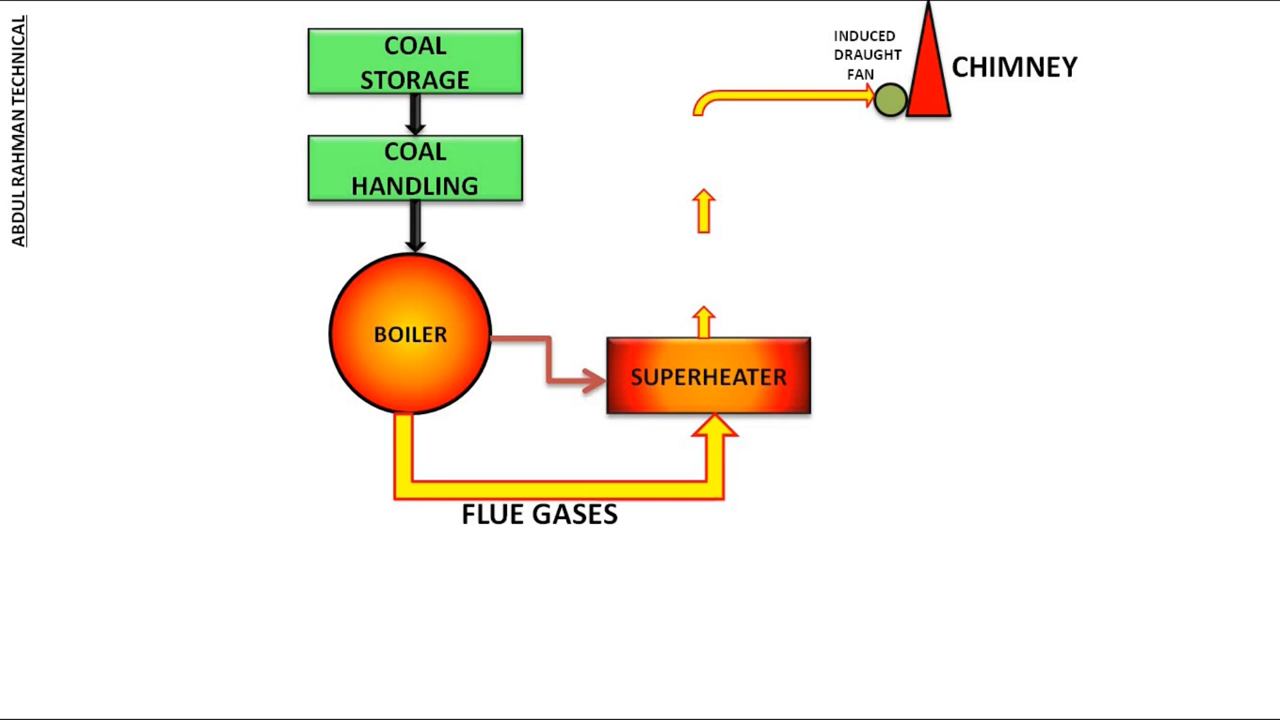 ABDUL RAHMAN TECHNICAL
COAL
STORAGE
COAL
HANDLING
BOILER
SUPERHEATER
FLUE GASES
INDUCED
DRAUGHT
FAN
CHIMNEY